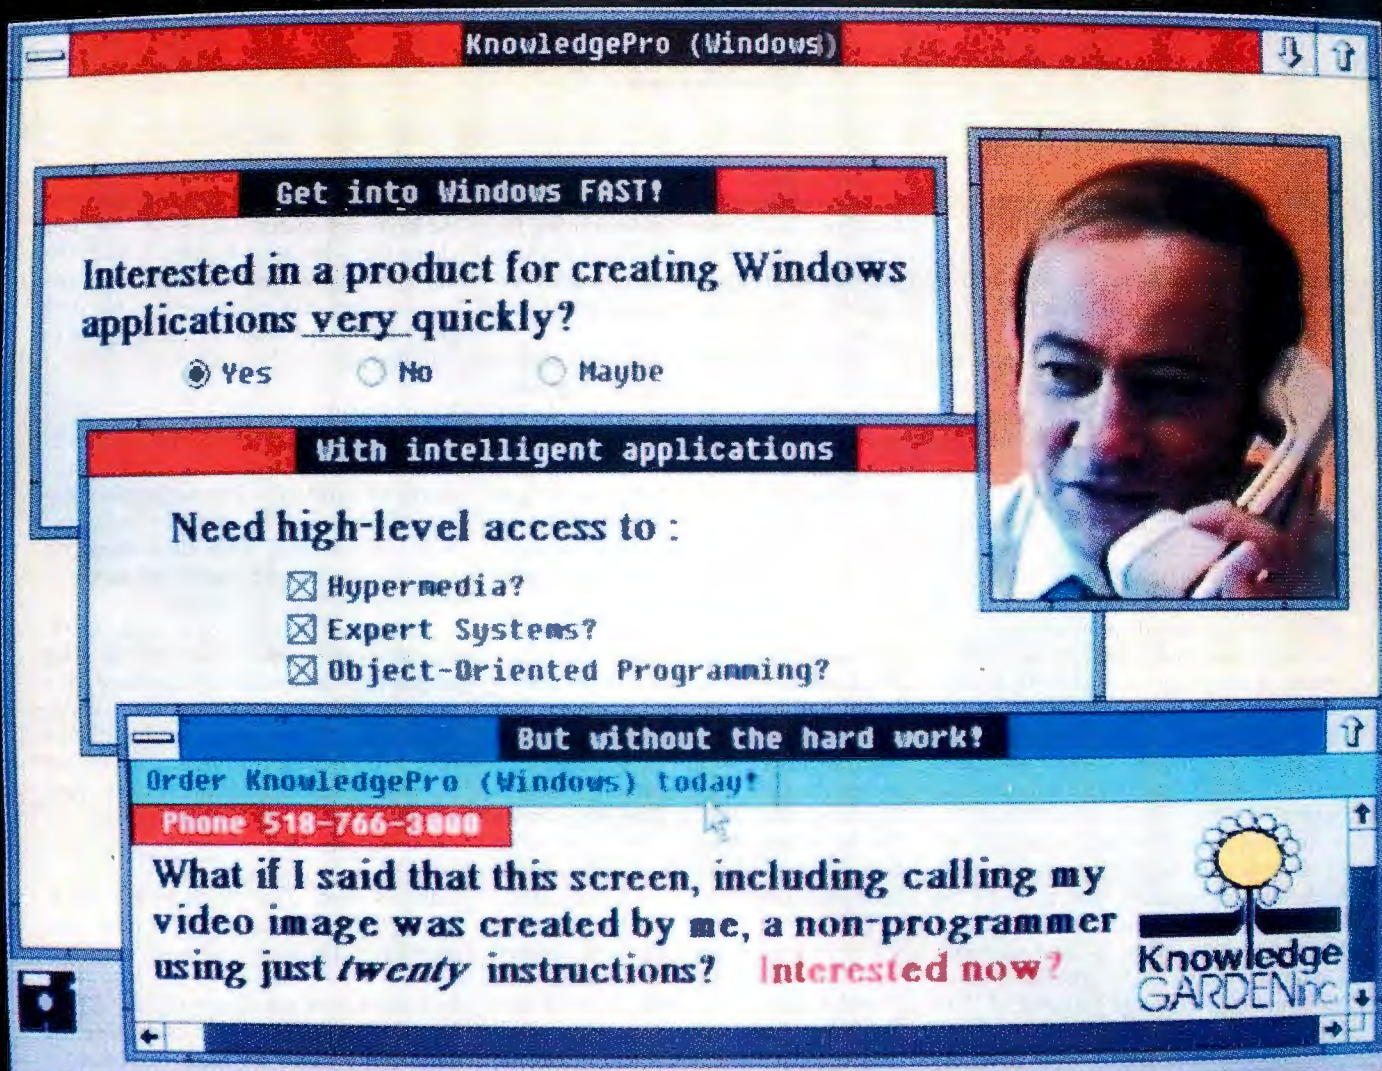 KnowledgePro (Windows)
Get into Windows FAST!
Interested in a product for creating Windows
applications very quickly?
Yes No Maybe
With intelligent applications
Need high-level access to :
Hypermedia?
Expert Systems?
Object-Oriented Programming?
But without the hard work!
Order KnowledgePro (Windows) today!
Phone 518-766-3000
What if I said that this screen, including calling my
video image was created by me, a non-programmer
using just twenty instructions? Interested now?
Knowledge
GARDENinc